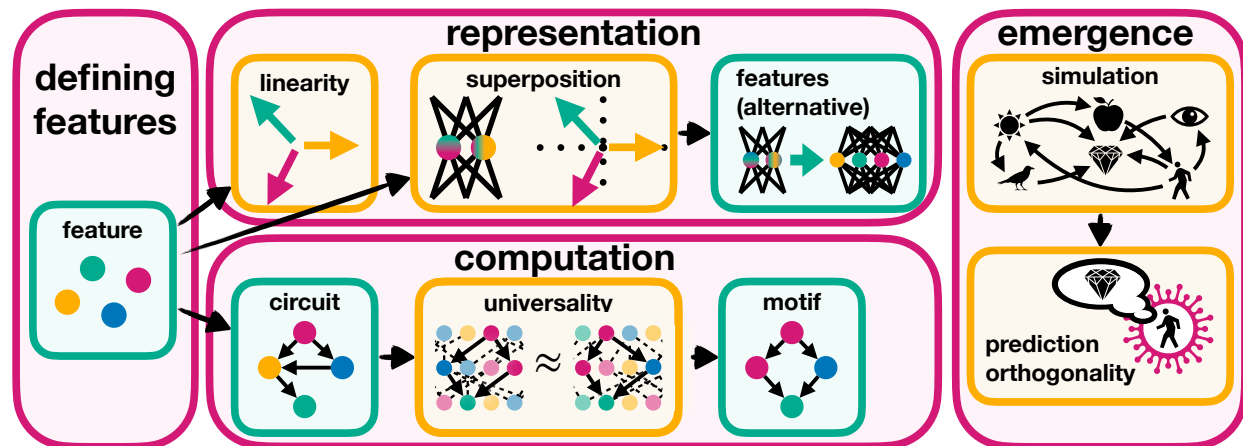 defining
features
feature
representation
linearity
superposition
features
(alternative)
computation
circuit
universality
≈
motif
emergence
simulation
prediction
orthogonality